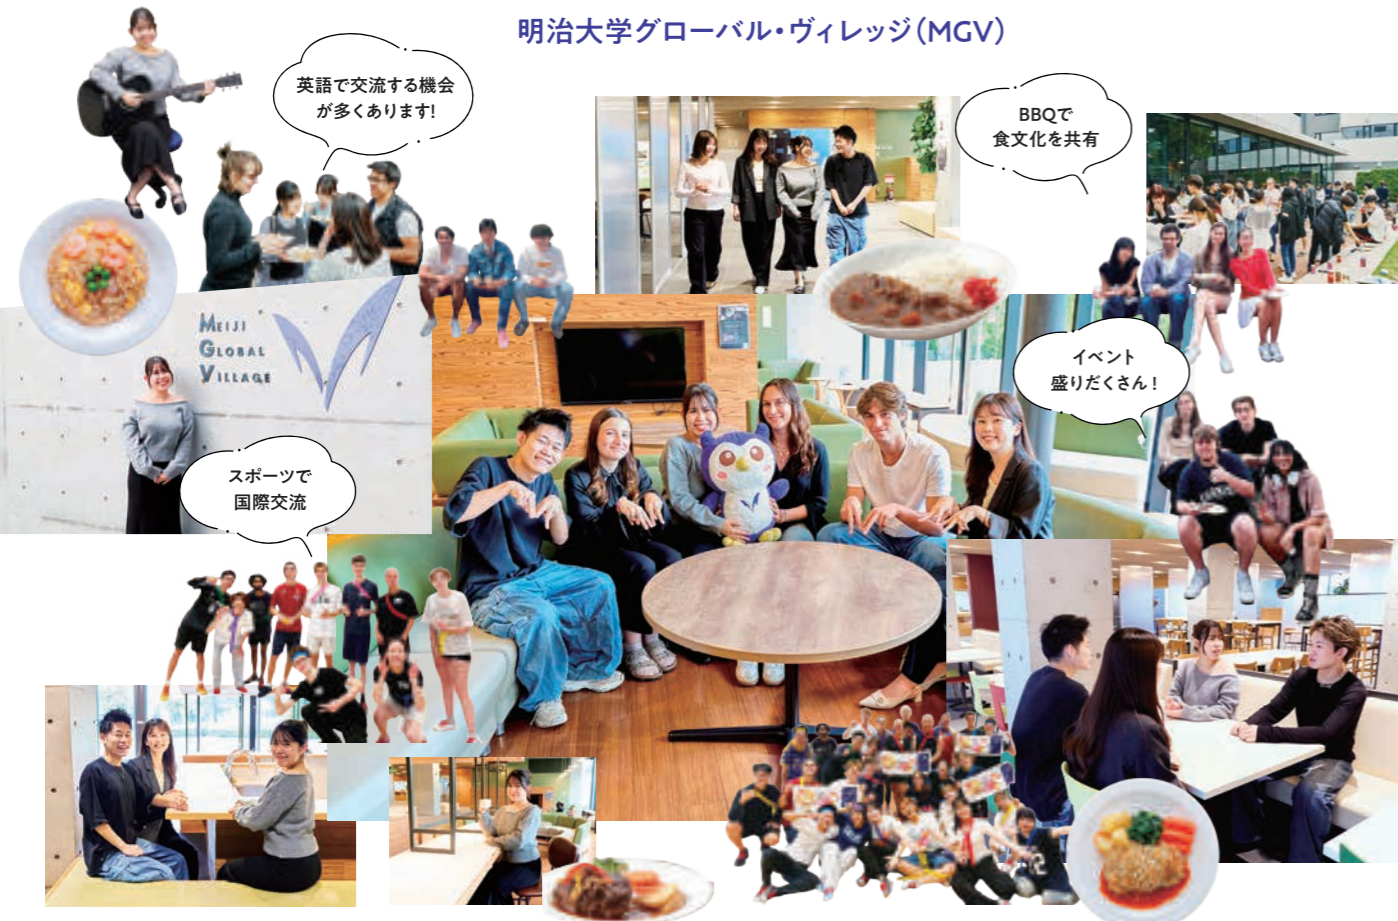 明治大学グローバル・ヴィレッジ（MGV）
英語で交流する機会
が多くあります!
BBQで
食文化を共有
MEIJI
GLOBAL
VILLAGE
イベント
盛りだくさん!
スポーツで
国際交流